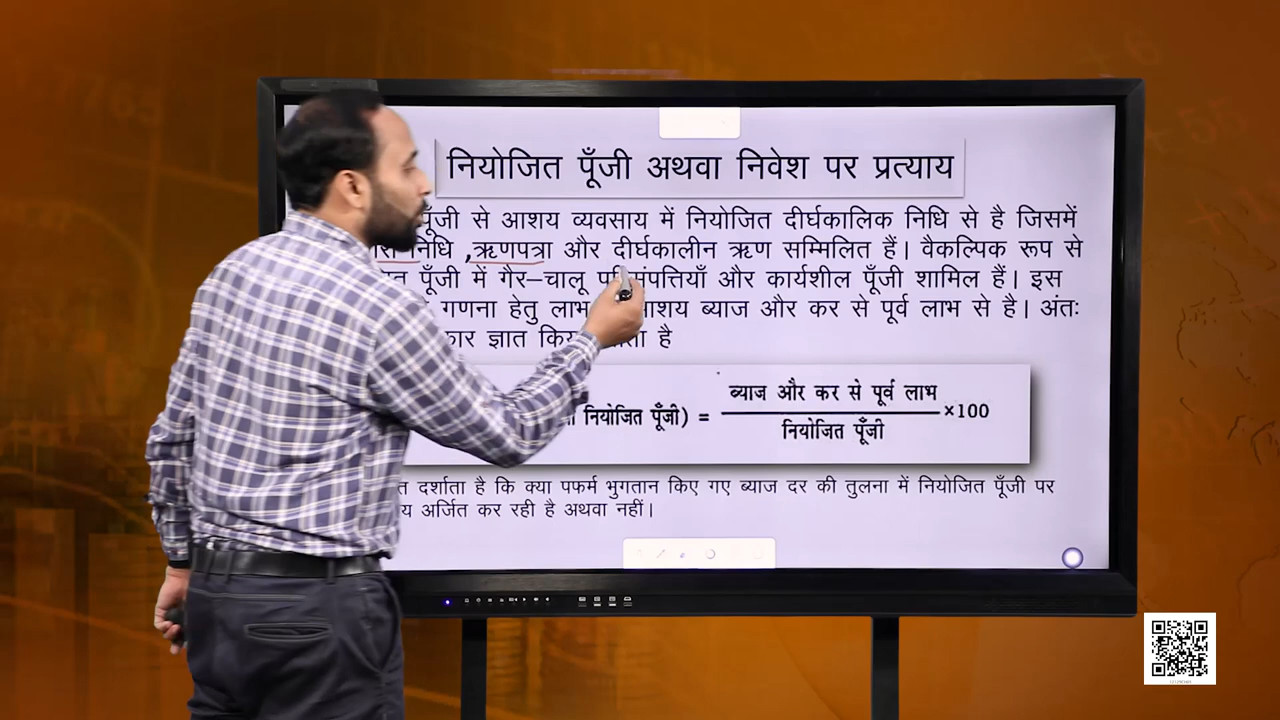 नियोजित पूँजी अथवा निवेश पर प्रत्याय
पूँजी से आशय व्यवसाय में नियोजित दीर्घकालिक निधि से है जिसमें
निधि ,ऋणपत्रा और दीर्घकालीन ऋण सम्मिलित हैं। वैकल्पिक रूप से
पूँजी में गैर–चालू परिसंपत्तियाँ और कार्यशील पूँजी शामिल हैं। इस
गणना हेतु लाभ आशय ब्याज और कर से पूर्व लाभ से है। अंतः
ज्ञात किया जाता है
ब्याज और कर से पूर्व लाभ
नियोजित पूँजी) = ×100
नियोजित पूँजी
दर्शाता है कि क्या पफर्म भुगतान किए गए ब्याज दर की तुलना में नियोजित पूँजी पर
अर्जित कर रही है अथवा नहीं।